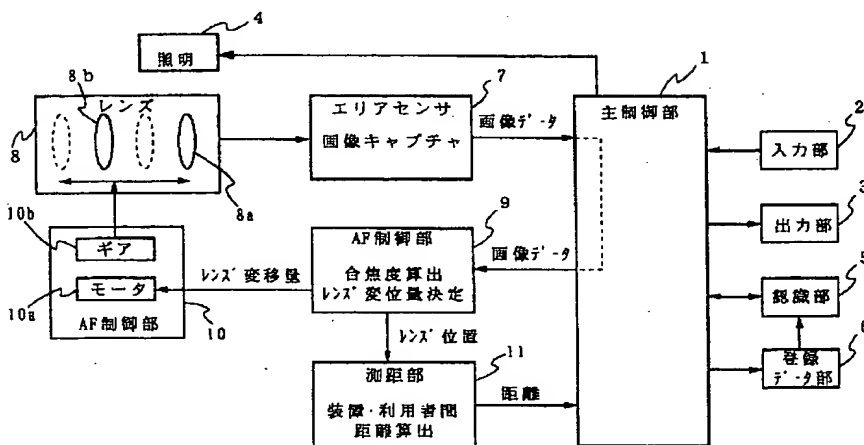 4
照明
1
8b
レンズ
8
8a
7
エリアセンサ
画像キャプチャ
画像データ
主制御部
2
入力部
3
出力部
10b
ギア
モータ
10a
AF制御部
10
レンズ変移量
9
AF制御部
合焦度算出
レンズ変位量決定
画像データ
5
認識部
6
登録
データ部
レンズ位置
11
測距部
装置・利用者間
距離算出
距離